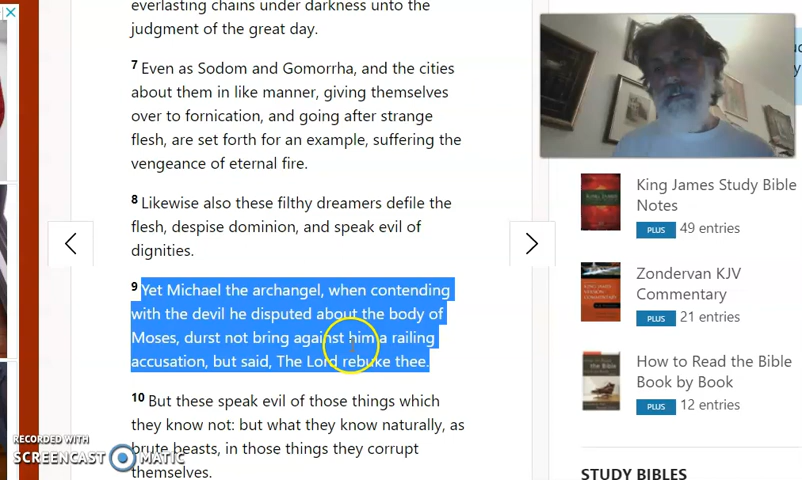 everlasting chains under darkness unto the
judgment of the great day.
7 Even as Sodom and Gomorrha, and the cities
about them in like manner, giving themselves
over to fornication, and going after strange
flesh, are set forth for an example, suffering the
vengeance of eternal fire.
8 Likewise also these filthy dreamers defile the
flesh, despise dominion, and speak evil of
dignities.
9 Yet Michael the archangel, when contending
with the devil he disputed about the body of
Moses, durst not bring against him a railing
accusation, but said, The Lord rebuke thee.
10 But these speak evil of those things which
they know not: but what they know naturally, as
brute beasts, in those things they corrupt
themselves.
King James Study Bible
Notes
PLUS 49 entries
Zondervan KJV
Commentary
PLUS 21 entries
How to Read the Bible
Book by Book
PLUS 12 entries
STUDY BIBLES
RECORDED WITH
SCREENCAST MATIC